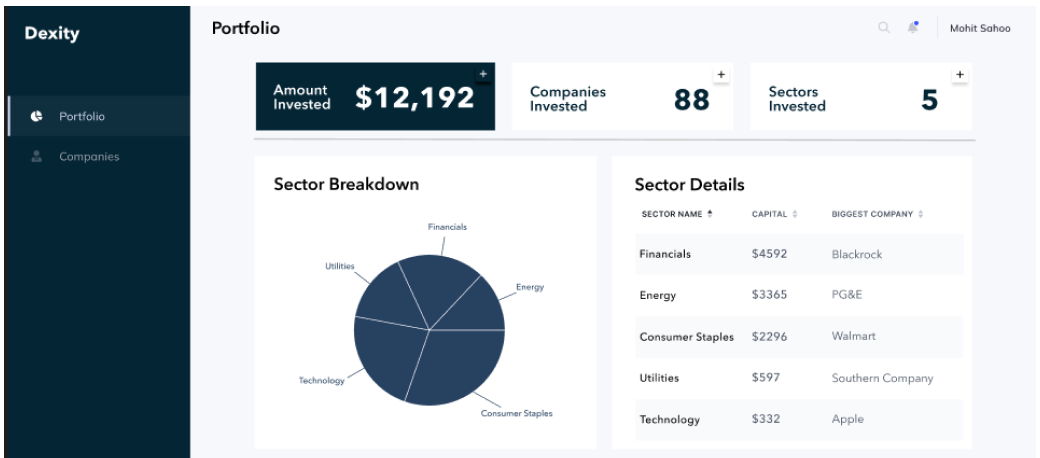 Dexity
Portfolio
Mohit Sahoo
Portfolio
Companies
Amount
Invested
$12,192
+
Companies
Invested
88
+
Sectors
Invested
5
+
Sector Breakdown
Financials
Utilities
Energy
Technology
Consumer Staples
Sector Details
SECTOR NAME CAPITAL BIGGEST COMPANY
Financials $4592 Blackrock
Energy $3365 PG&E
Consumer Staples $2296 Walmart
Utilities $597 Southern Company
Technology $332 Apple